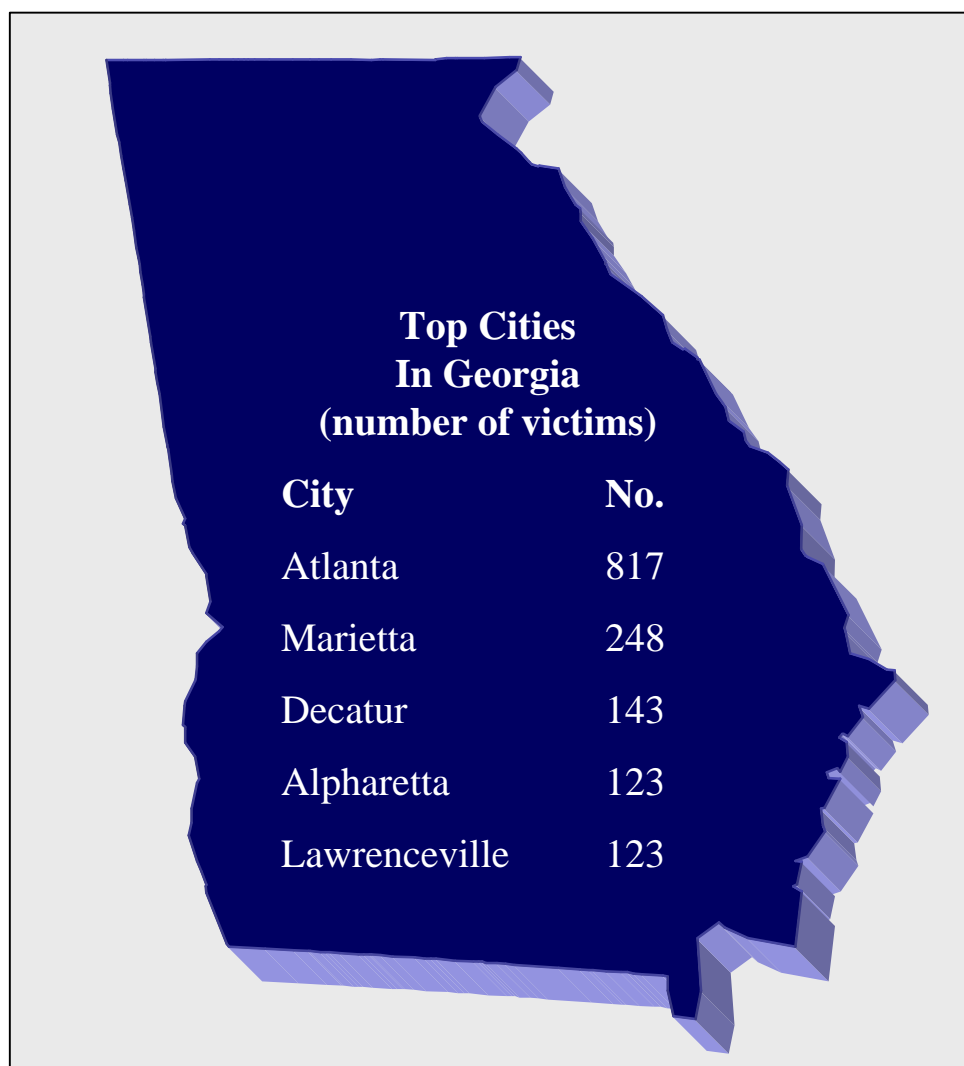 Top Cities
In Georgia
(number of victims)
City No.
Atlanta 817
Marietta 248
Decatur 143
Alpharetta 123
Lawrenceville 123